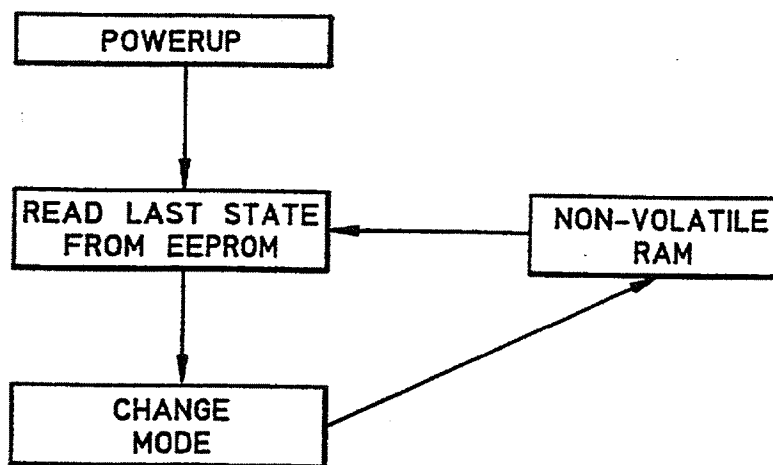 POWERUP
READ LAST STATE
FROM EEPROM
NON-VOLATILE
RAM
CHANGE
MODE